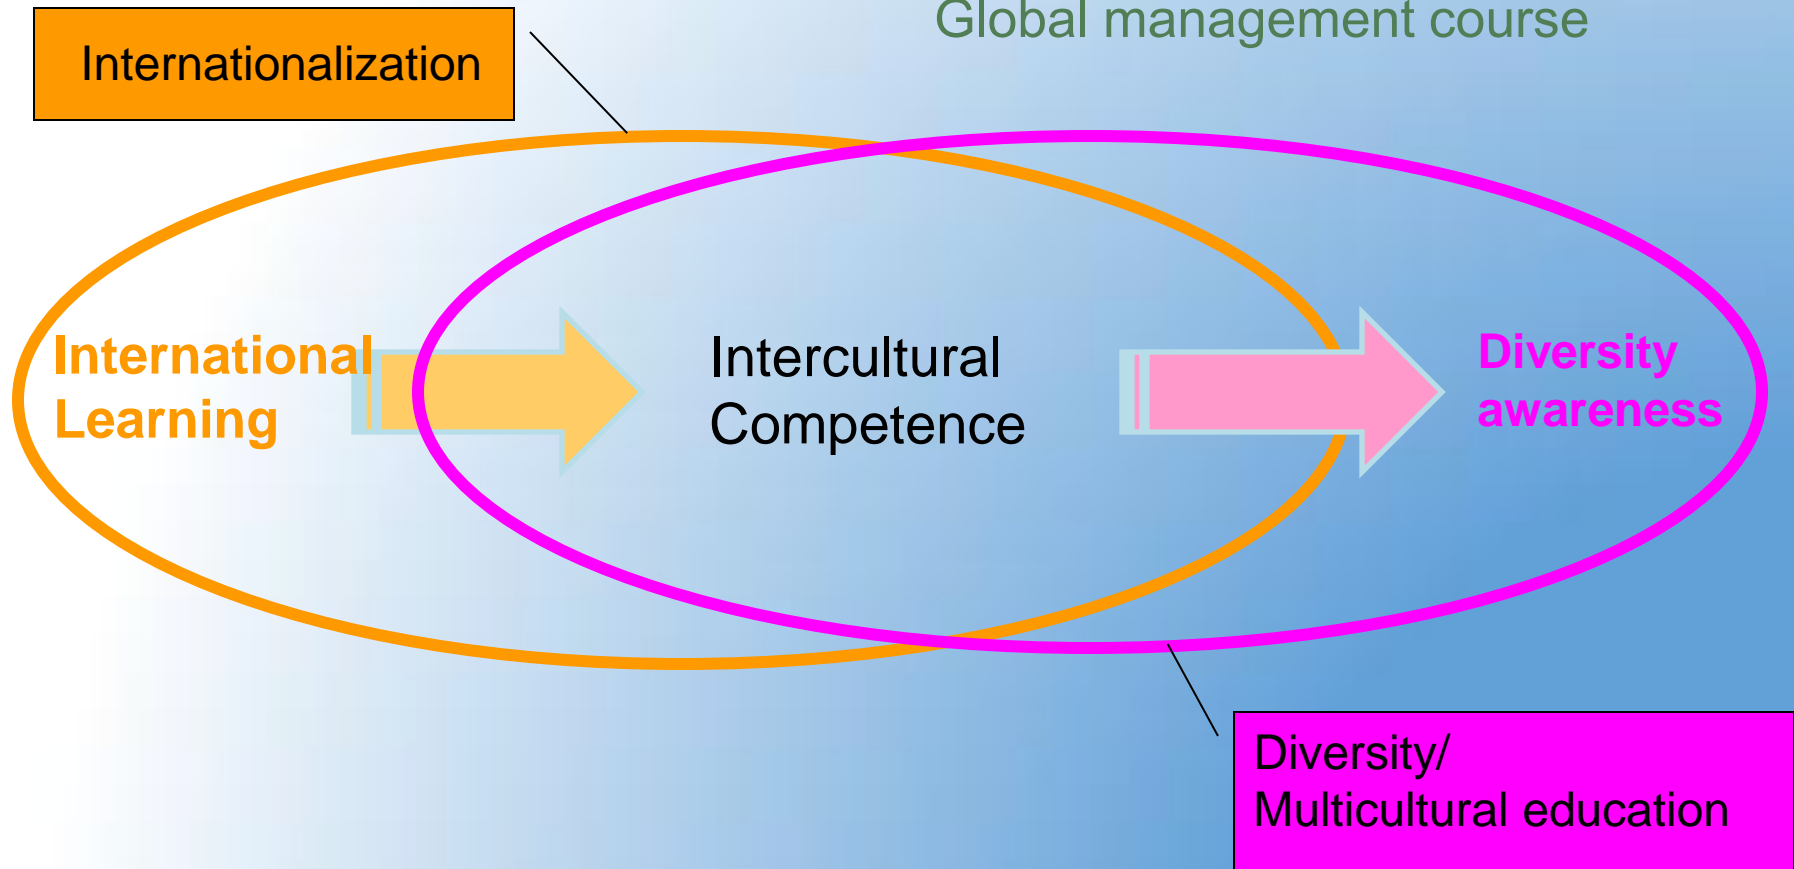 Global management course
Internationalization
International
Learning
Intercultural
Competence
Diversity
awareness
Diversity/
Multicultural education